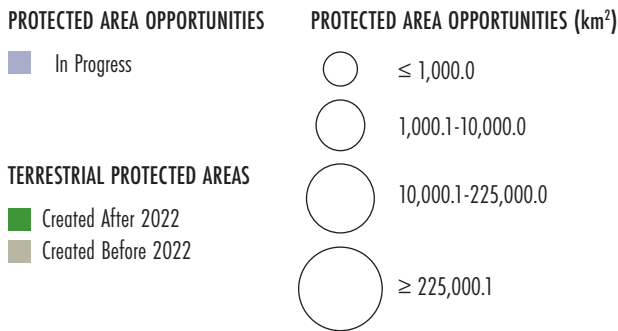 PROTECTED AREA OPPORTUNITIES
In Progress
TERRESTRIAL PROTECTED AREAS
Created After 2022
Created Before 2022
PROTECTED AREA OPPORTUNITIES (km²)
≤ 1,000.0
1,000.1-10,000.0
10,000.1-225,000.0
≥ 225,000.1